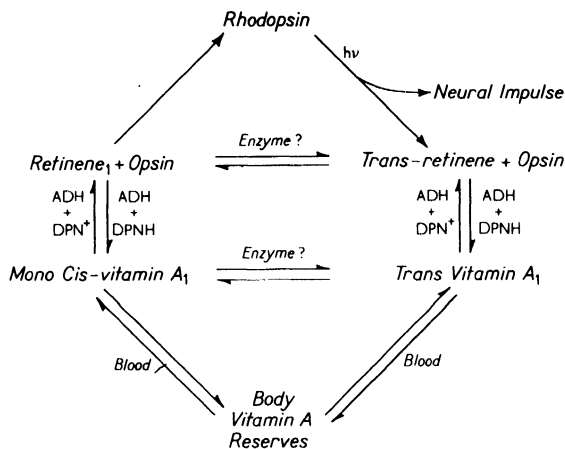 Rhodopsin
hν
Neural Impulse
Enzyme ?
Retinene₁ + Opsin
Trans-retinene + Opsin
ADH
+
DPN⁺
ADH
+
DPNH
ADH
+
DPN⁺
ADH
+
DPNH
Enzyme ?
Mono Cis-vitamin A₁
Trans Vitamin A₁
Blood
Blood
Body
Vitamin A
Reserves